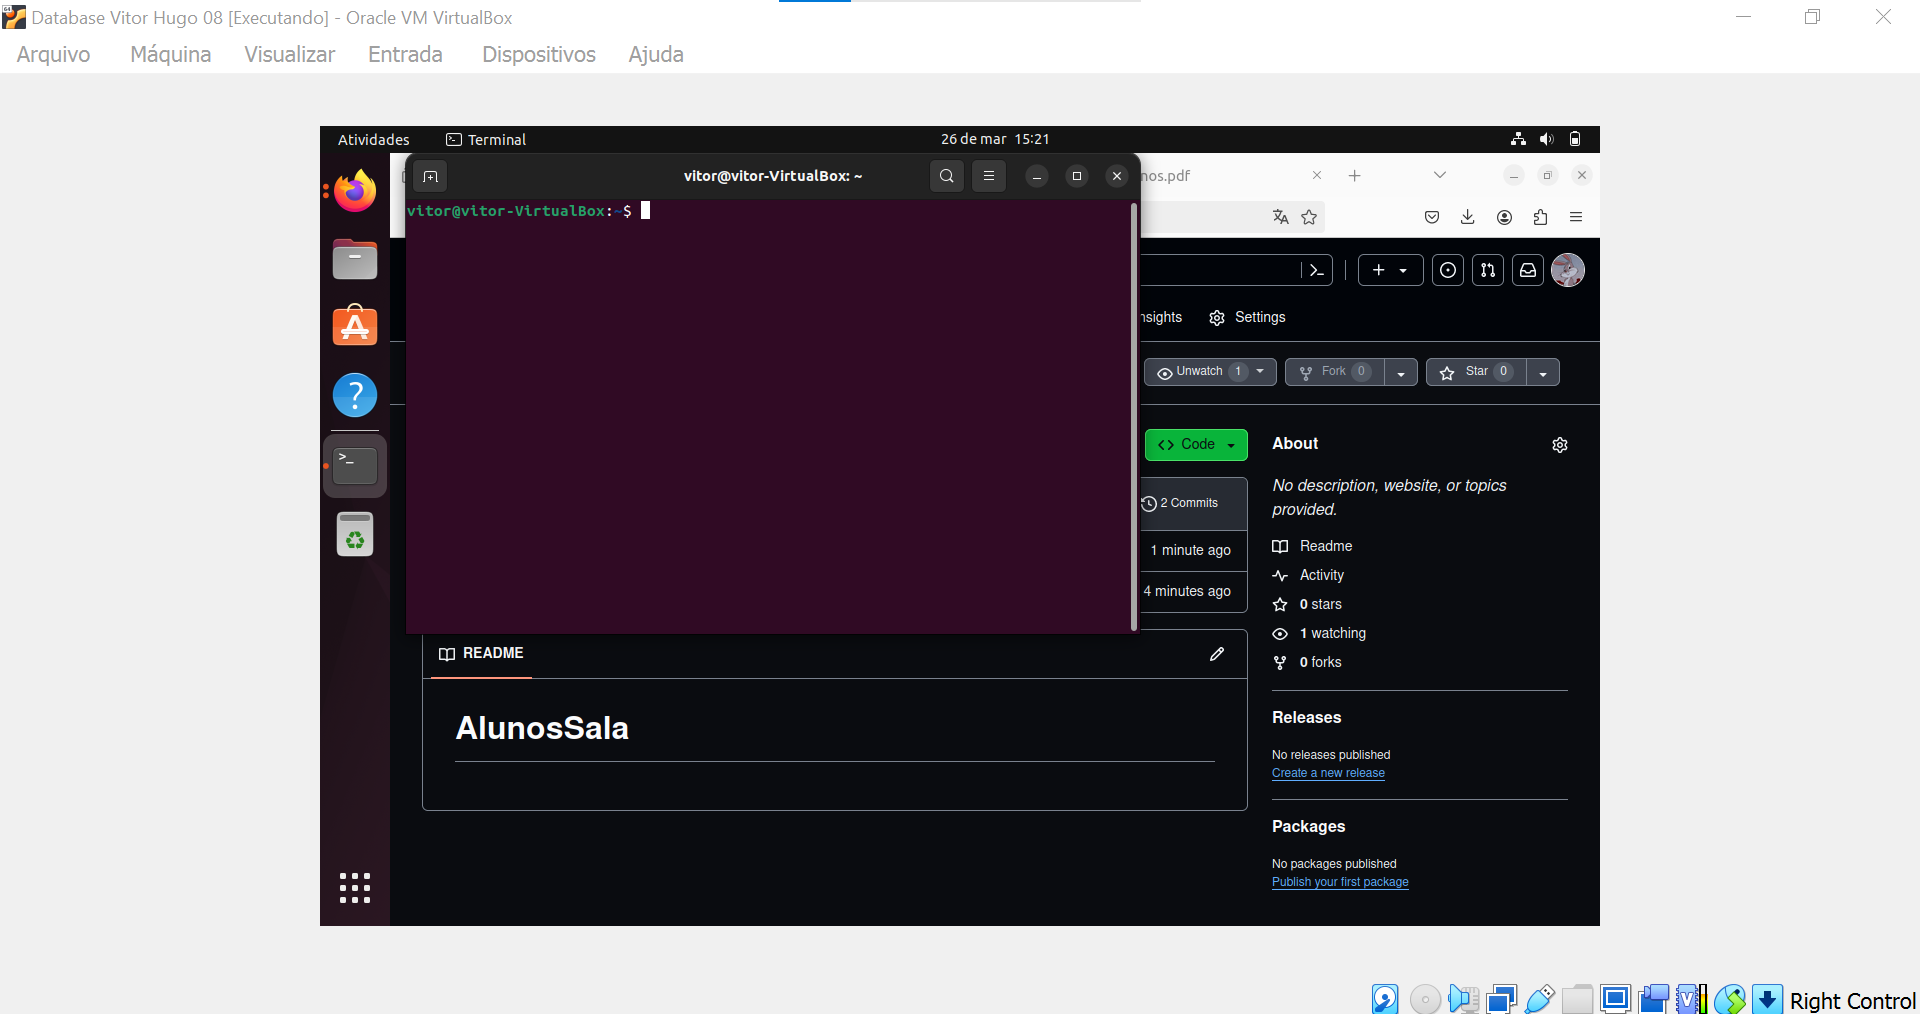 Database Vitor Hugo 08 [Executando] - Oracle VM VirtualBox
Arquivo Máquina Visualizar Entrada Dispositivos Ajuda
Atividades Terminal 26 de mar 15:21
vitor@vitor-VirtualBox: ~
nos.pdf
vitor@vitor-VirtualBox:~$
nsights Settings
Unwatch 1 Fork 0 Star 0
Code
About
No description, website, or topics
provided.
2 Commits
1 minute ago
4 minutes ago
Readme
Activity
0 stars
1 watching
0 forks
README
AlunosSala
Releases
No releases published
Create a new release
Packages
No packages published
Publish your first package
Right Control